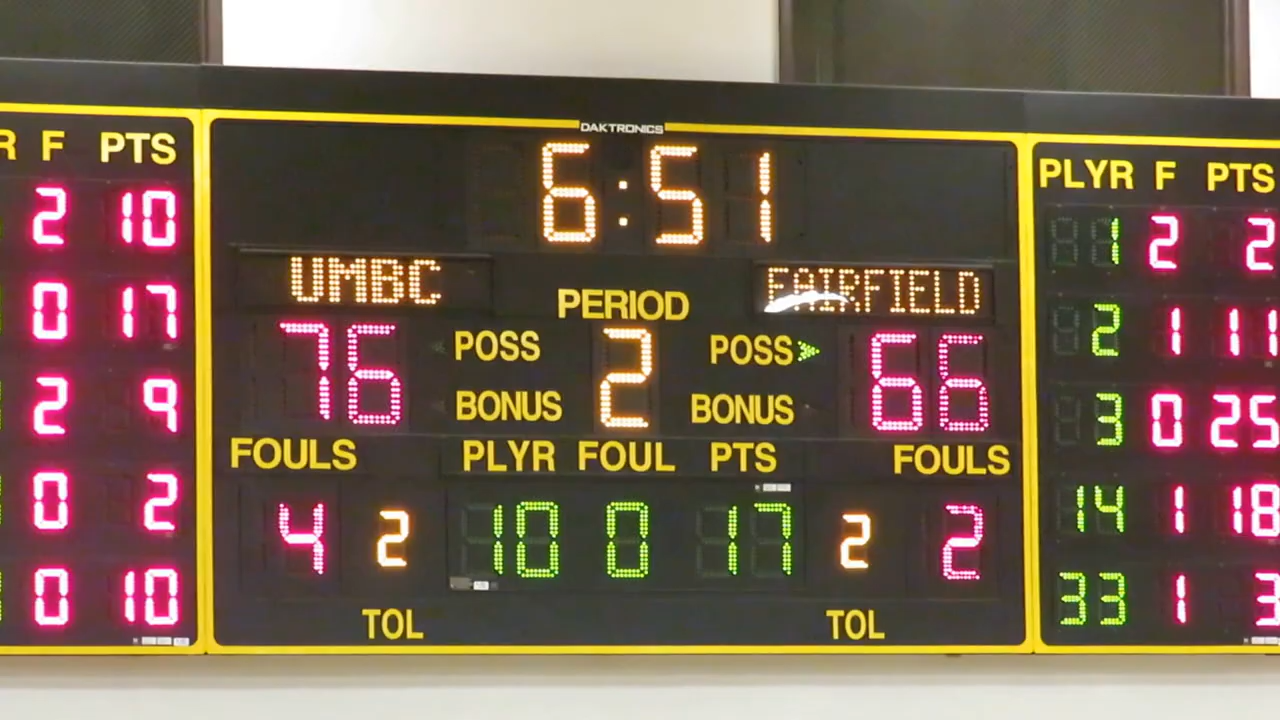 DAKTRONICS
6:51
UMBC FAIRFIELD
PERIOD
76 POSS 2 POSS 66
BONUS BONUS
FOULS PLYR FOUL PTS FOULS
4 2 10 0 17 2 2
TOL TOL
R F PTS
2 10
0 17
2 9
0 2
0 10
PLYR F PTS
1 2 2
2 1 11
3 0 25
14 1 18
33 1 3